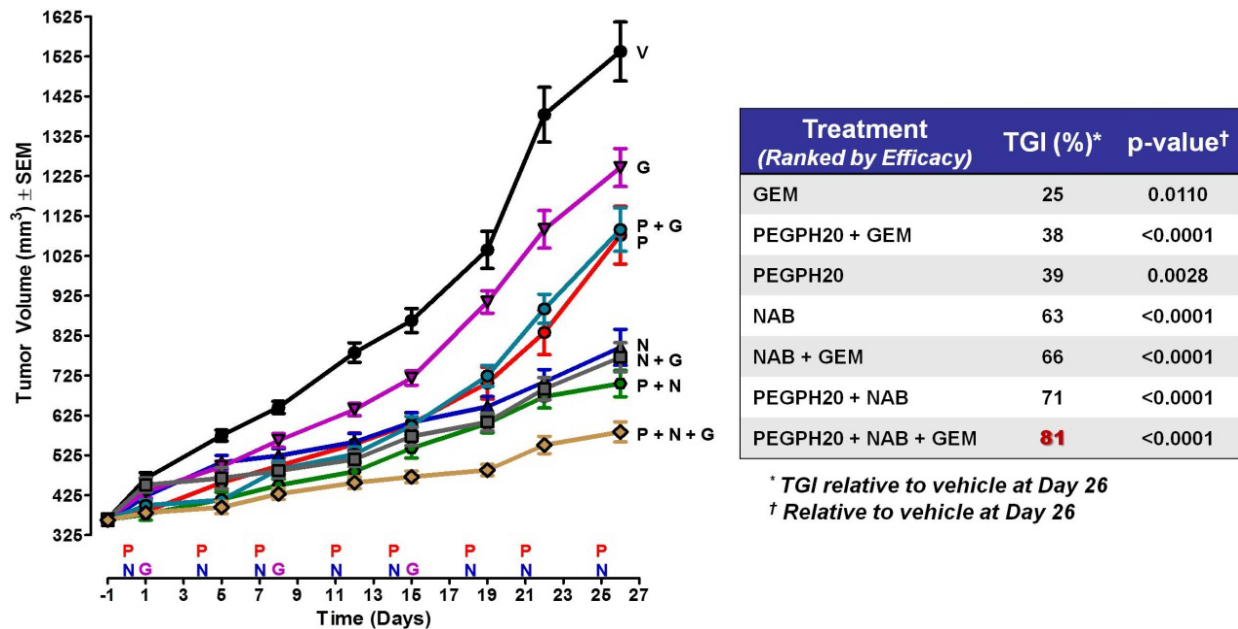 Tumor Volume (mm³) ± SEM
1625
1525
1425
1325
1225
1125
1025
925
825
725
625
525
425
325
V
G
P + G
P
N
N + G
P + N
P + N + G
P P P P P P P P
N G N N G N N G N N N
-1 1 3 5 7 9 11 13 15 17 19 21 23 25 27
Time (Days)
Treatment TGI (%)* p-value†
(Ranked by Efficacy)
GEM 25 0.0110
PEGPH20 + GEM 38 <0.0001
PEGPH20 39 0.0028
NAB 63 <0.0001
NAB + GEM 66 <0.0001
PEGPH20 + NAB 71 <0.0001
PEGPH20 + NAB + GEM 81 <0.0001
* TGI relative to vehicle at Day 26
† Relative to vehicle at Day 26